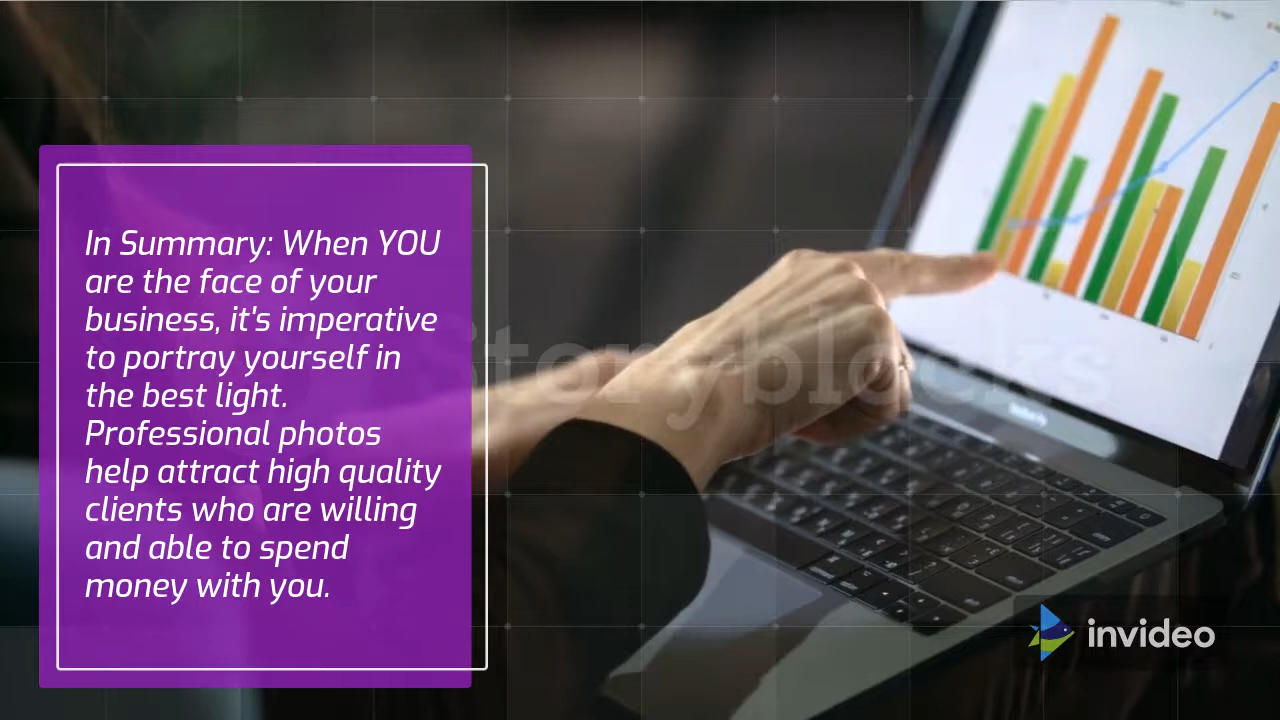 In Summary: When YOU
are the face of your
business, it's imperative
to portray yourself in
the best light.
Professional photos
help attract high quality
clients who are willing
and able to spend
money with you.
Storyblocks
invideo